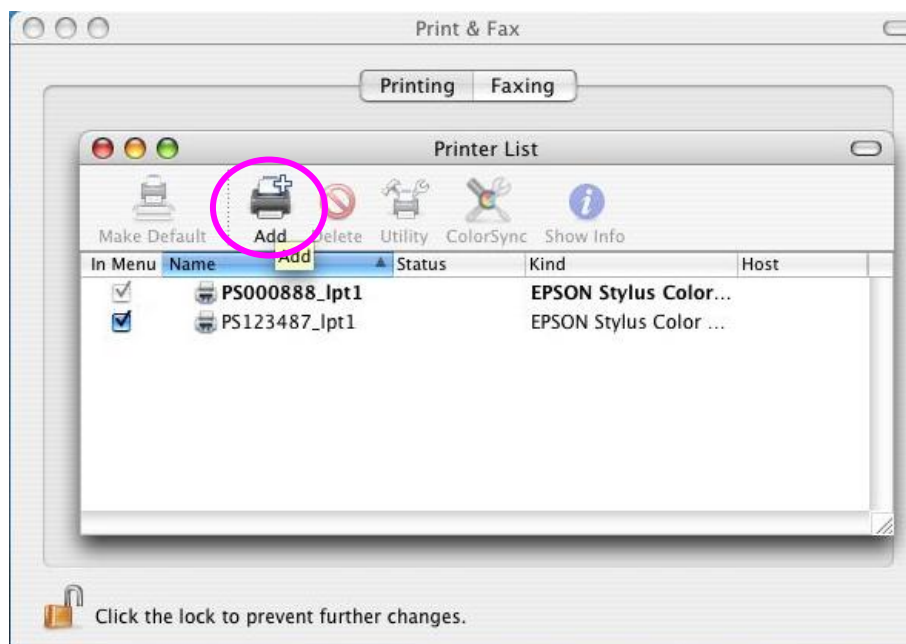 Print & Fax
Printing Faxing
Printer List
Make Default Add Delete Utility ColorSync Show Info
Add
In Menu Name Status Kind Host
PS000888_lpt1 EPSON Stylus Color...
PS123487_lpt1 EPSON Stylus Color ...
Click the lock to prevent further changes.